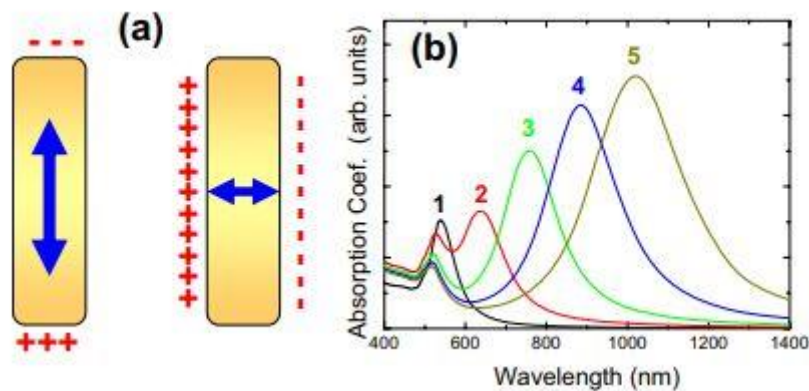 (a)
- - -
+++
+++++++++++
- - - - - - - - - - -
(b)
1
2
3
4
5
Absorption Coef. (arb. units)
400 600 800 1000 1200 1400
Wavelength (nm)